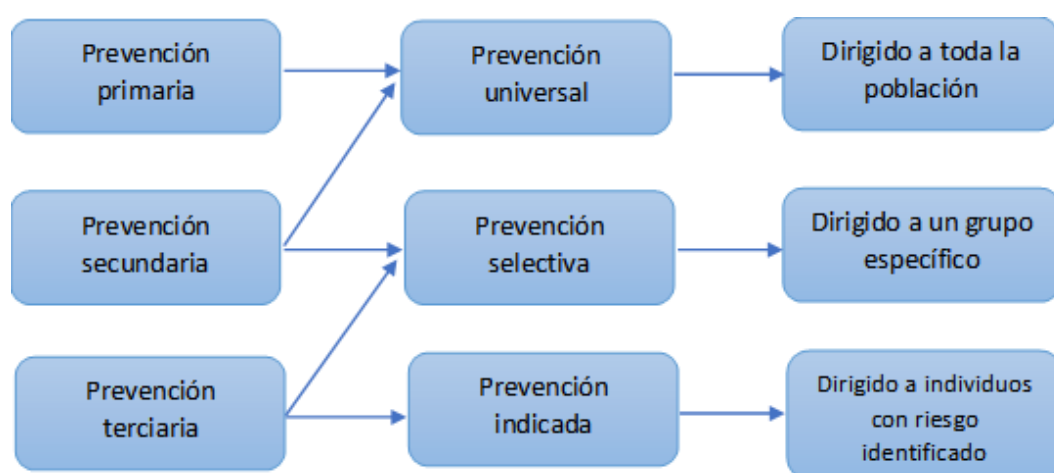 Prevención
primaria
Prevención
universal
Dirigido a toda la
población
Prevención
secundaria
Prevención
selectiva
Dirigido a un grupo
específico
Prevención
terciaria
Prevención
indicada
Dirigido a individuos
con riesgo
identificado